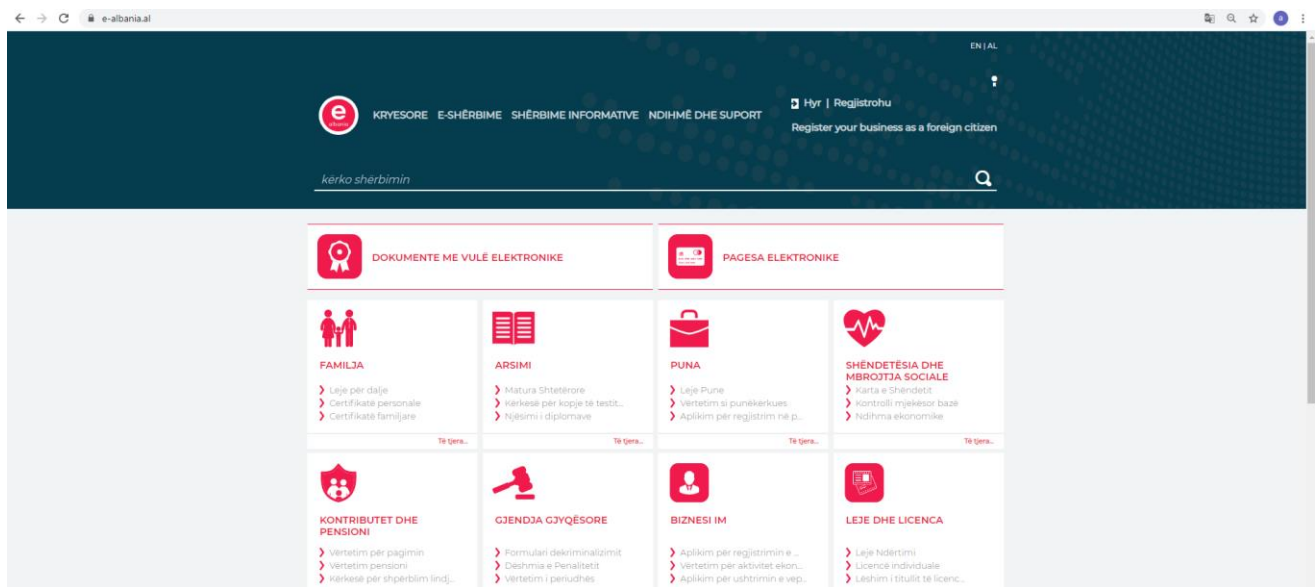 e-albania.al
a
EN | AL
e
albania
KRYESORE E-SHËRBIME SHËRBIME INFORMATIVE NDIHMË DHE SUPORT
Hyr | Regjistrohu
Register your business as a foreign citizen
kërko shërbimin
DOKUMENTE ME VULË ELEKTRONIKE
PAGESA ELEKTRONIKE
FAMILJA
Leje për dalje
Certifikatë personale
Certifikatë familjare
Të tjera...
ARSIMI
Matura Shtetërore
Kërkesë për kopje të testit...
Njësimi i diplomave
Të tjera...
PUNA
Leje Pune
Vërtetim si punëkërkues
Aplikim për regjistrim në p...
Të tjera...
SHËNDETËSIA DHE
MBROJTJA SOCIALE
Karta e Shëndetit
Kontrolli mjekësor bazë
Ndihma ekonomike
Të tjera...
KONTRIBUTET DHE
PENSIONI
Vërtetim për pagimin
Vërtetim pensioni
Kërkesë për shpërblim lindj...
GJENDJA GJYQËSORE
Formulari dekriminalizimit
Dëshmia e Penalitetit
Vërtetim i periudhës
BIZNESI IM
Aplikim për regjistrimin e ...
Vërtetim për aktivitet ekon...
Aplikim për ushtrimin e vep...
LEJE DHE LICENCA
Leje Ndërtimi
Licencë individuale
Lëshim i titullit të licenc...